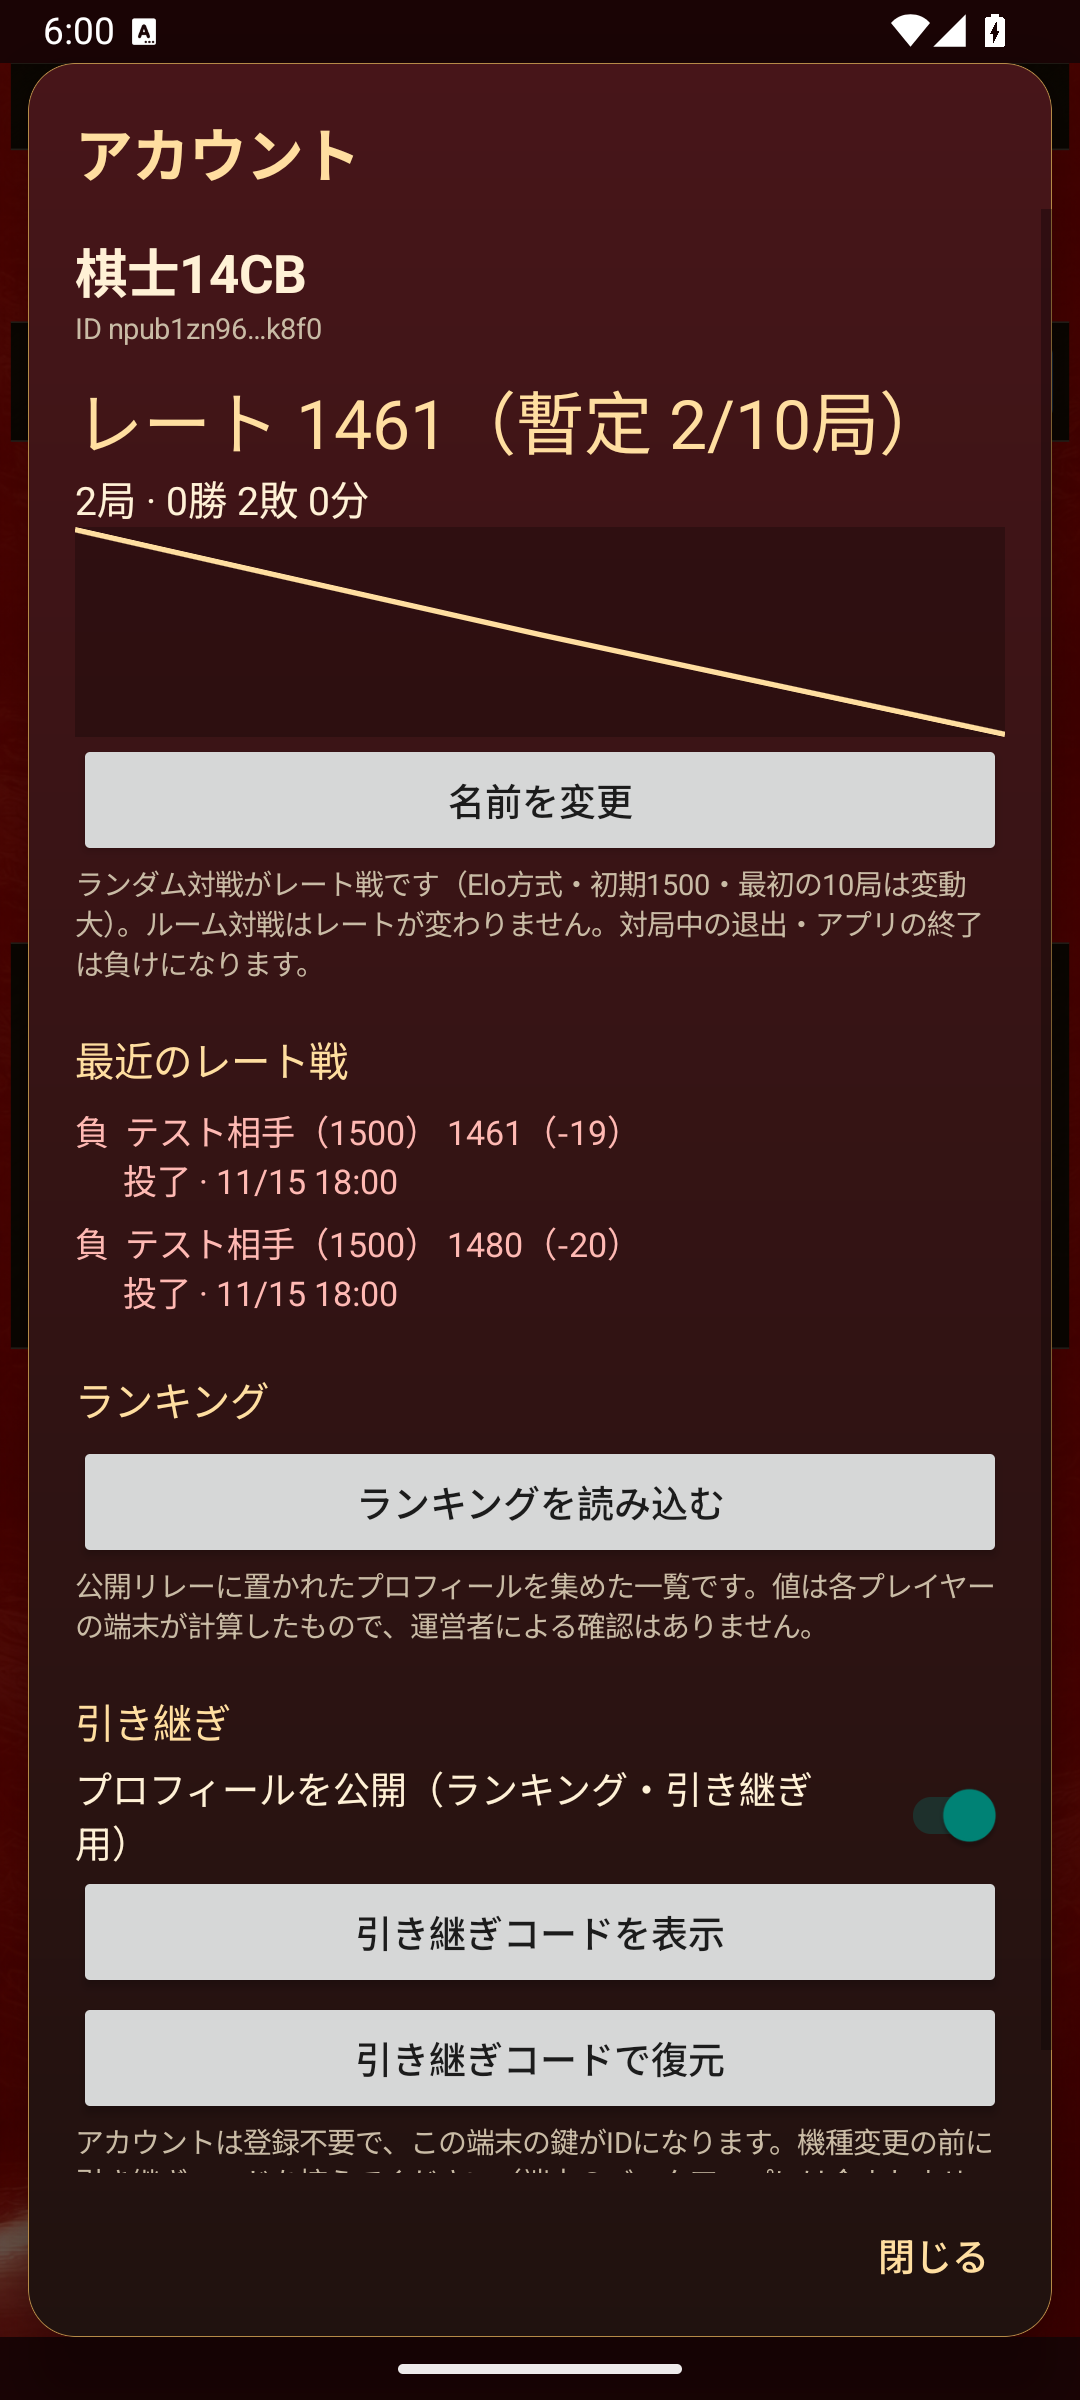 6:00
アカウント
棋士14CB
ID npub1zn96…k8f0
レート 1461（暫定 2/10局）
2局 · 0勝 2敗 0分
名前を変更
ランダム対戦がレート戦です（Elo方式・初期1500・最初の10局は変動
大）。ルーム対戦はレートが変わりません。対局中の退出・アプリの終了
は負けになります。
最近のレート戦
負 テスト相手（1500） 1461（-19）
投了 · 11/15 18:00
負 テスト相手（1500） 1480（-20）
投了 · 11/15 18:00
ランキング
ランキングを読み込む
公開リレーに置かれたプロフィールを集めた一覧です。値は各プレイヤー
の端末が計算したもので、運営者による確認はありません。
引き継ぎ
プロフィールを公開（ランキング・引き継ぎ
用）
引き継ぎコードを表示
引き継ぎコードで復元
アカウントは登録不要で、この端末の鍵がIDになります。機種変更の前に
閉じる